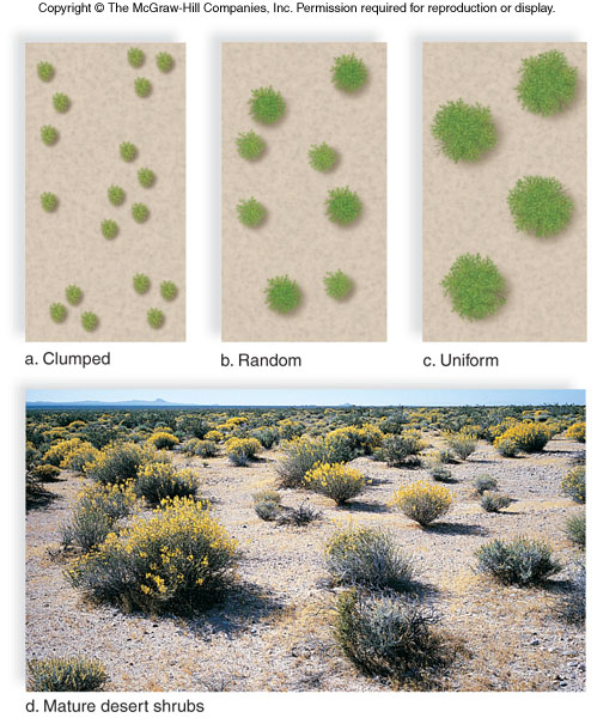 Copyright © The McGraw-Hill Companies, Inc. Permission required for reproduction or display.
a. Clumped
b. Random
c. Uniform
d. Mature desert shrubs